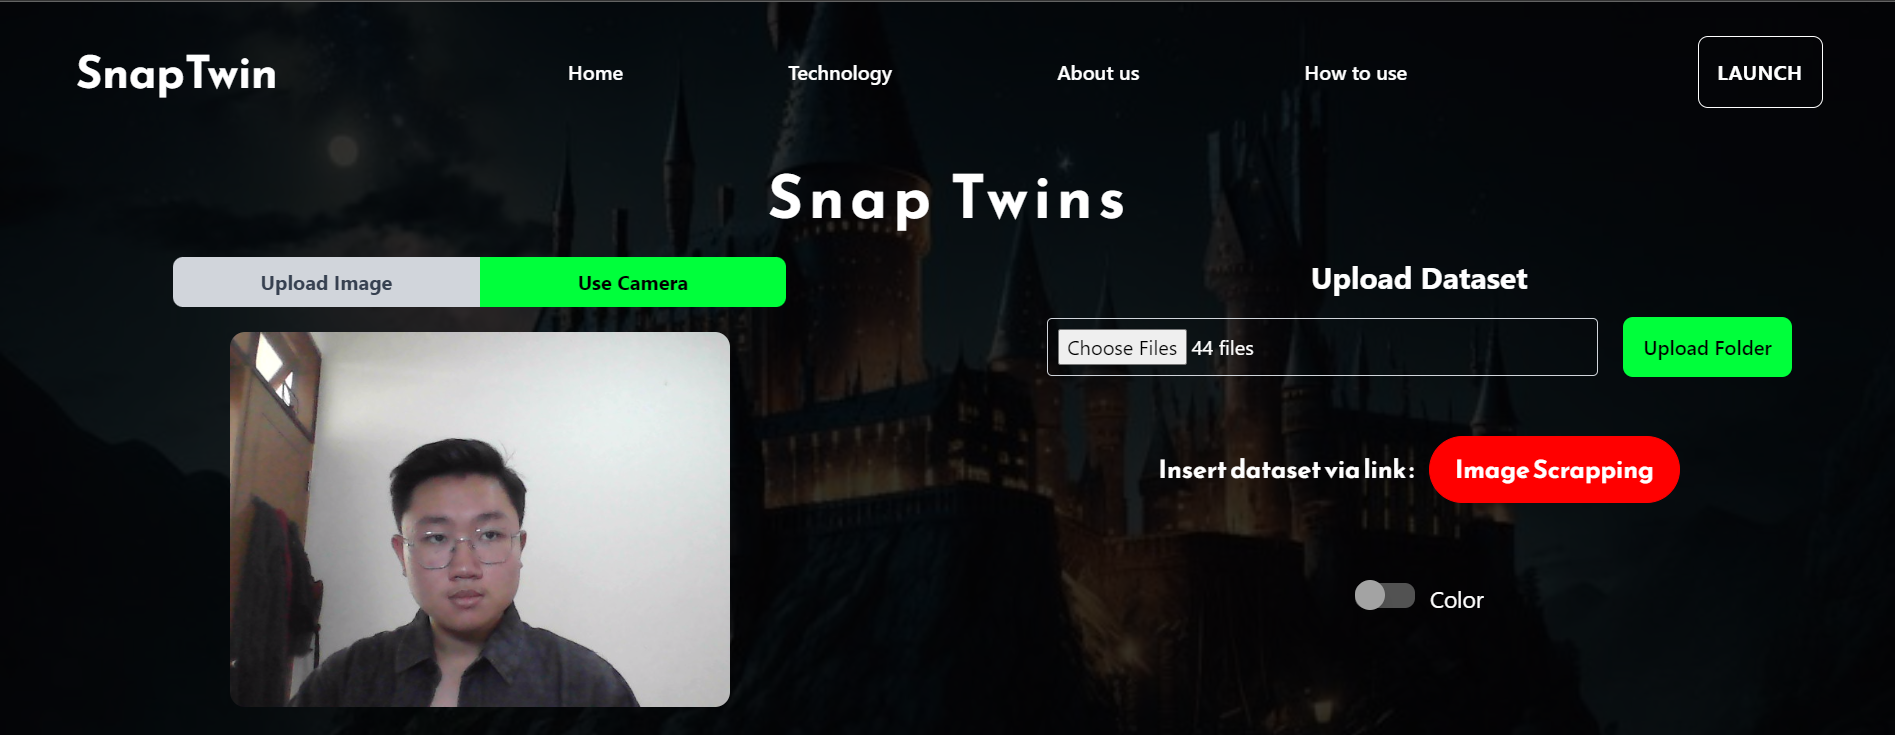 SnapTwin
Home
Technology
About us
How to use
LAUNCH
Snap Twins
Upload Image
Use Camera
Upload Dataset
Choose Files 44 files
Upload Folder
Insert dataset via link :
Image Scrapping
Color